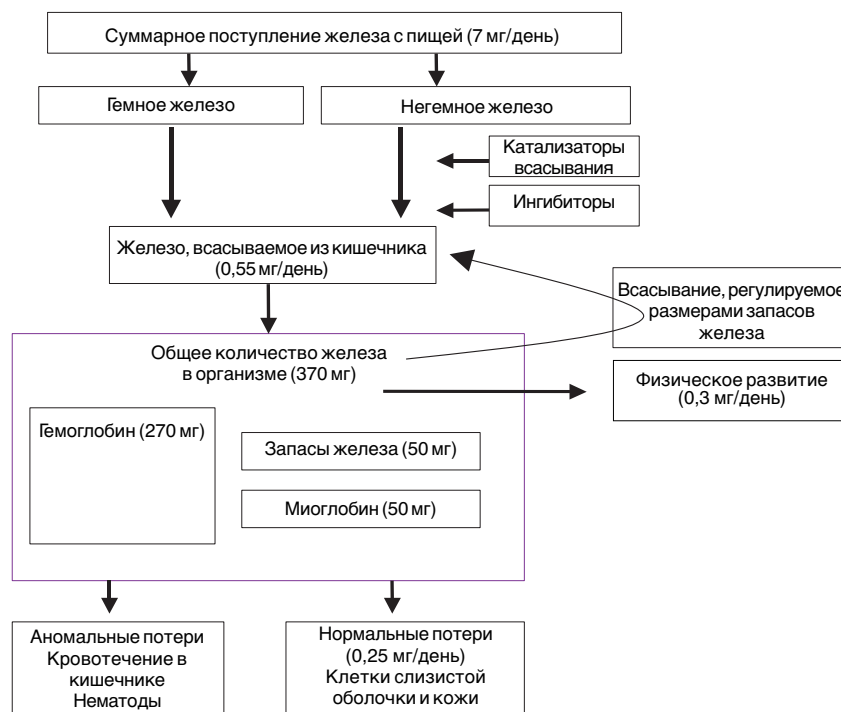 Суммарное поступление железа с пищей (7 мг/день)
Гемное железо
Негемное железо
Катализаторы
всасывания
Ингибиторы
Железо, всасываемое из кишечника
(0,55 мг/день)
Всасывание, регулируемое
размерами запасов
железа
Общее количество железа
в организме (370 мг)
Физическое развитие
(0,3 мг/день)
Гемоглобин (270 мг)
Запасы железа (50 мг)
Миоглобин (50 мг)
Аномальные потери
Кровотечение в
кишечнике
Нематоды
Нормальные потери
(0,25 мг/день)
Клетки слизистой
оболочки и кожи